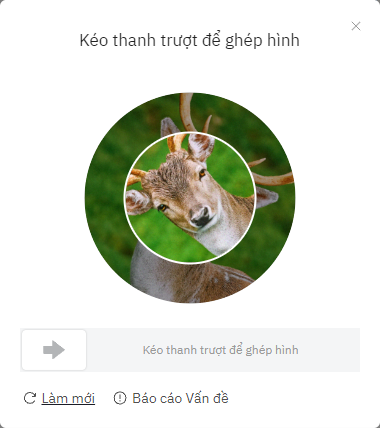 Kéo thanh trượt để ghép hình
Kéo thanh trượt để ghép hình
Làm mới
Báo cáo Vấn đề